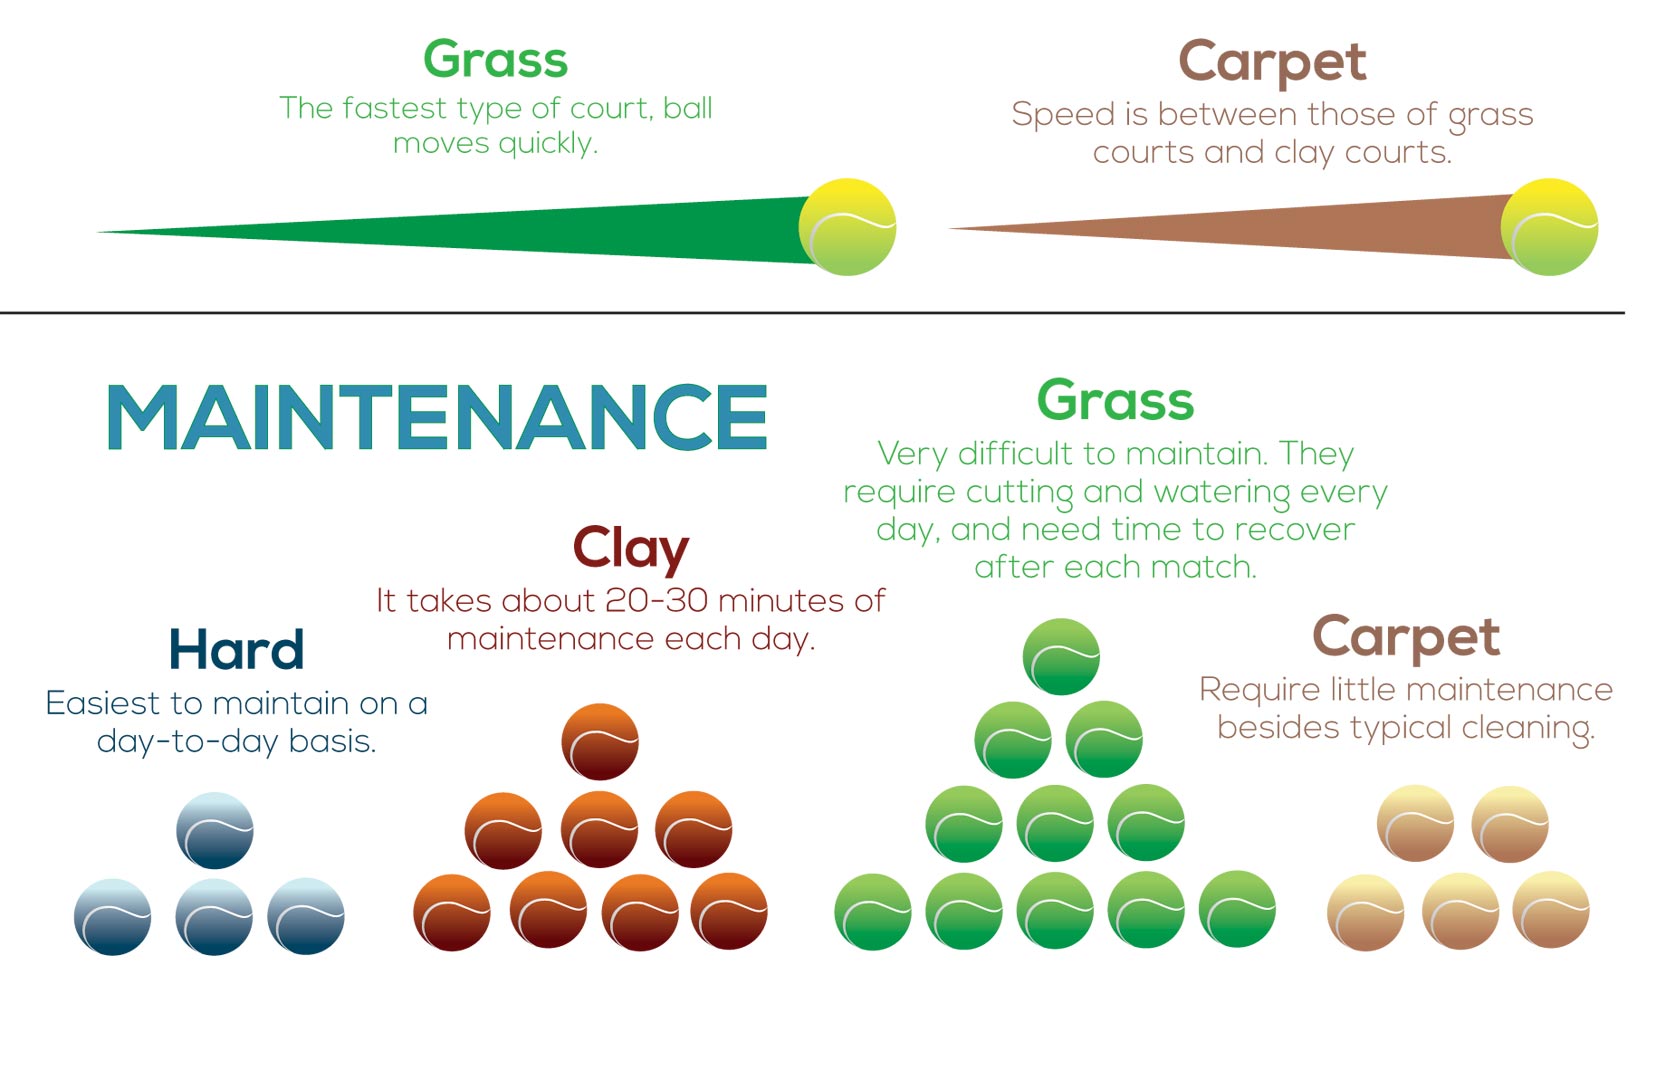 Grass
The fastest type of court, ball
moves quickly.
Carpet
Speed is between those of grass
courts and clay courts.
MAINTENANCE
Hard
Easiest to maintain on a
day-to-day basis.
Clay
It takes about 20-30 minutes of
maintenance each day.
Grass
Very difficult to maintain. They
require cutting and watering every
day, and need time to recover
after each match.
Carpet
Require little maintenance
besides typical cleaning.